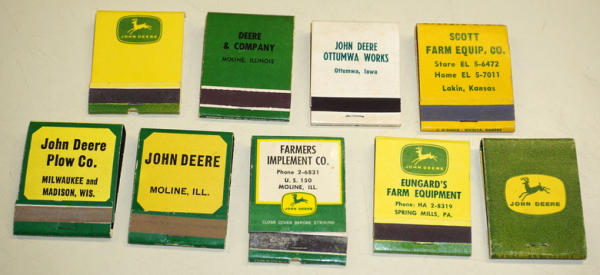 JOHN DEERE
DEERE
& COMPANY
MOLINE, ILLINOIS
JOHN DEERE
OTTUMWA WORKS
Ottumwa, Iowa
SCOTT
FARM EQUIP. CO.
Store EL 5-6472
Home EL 5-7011
Lakin, Kansas
John Deere
Plow Co.
MILWAUKEE and
MADISON, WIS.
JOHN DEERE
MOLINE, ILL.
FARMERS
IMPLEMENT CO.
Phone 2-6831
U. S. 150
MOLINE, ILL.
JOHN DEERE
CLOSE COVER BEFORE STRIKING
JOHN DEERE
EUNGARD'S
FARM EQUIPMENT
Phone: HA 2-8319
SPRING MILLS, PA.
JOHN DEERE